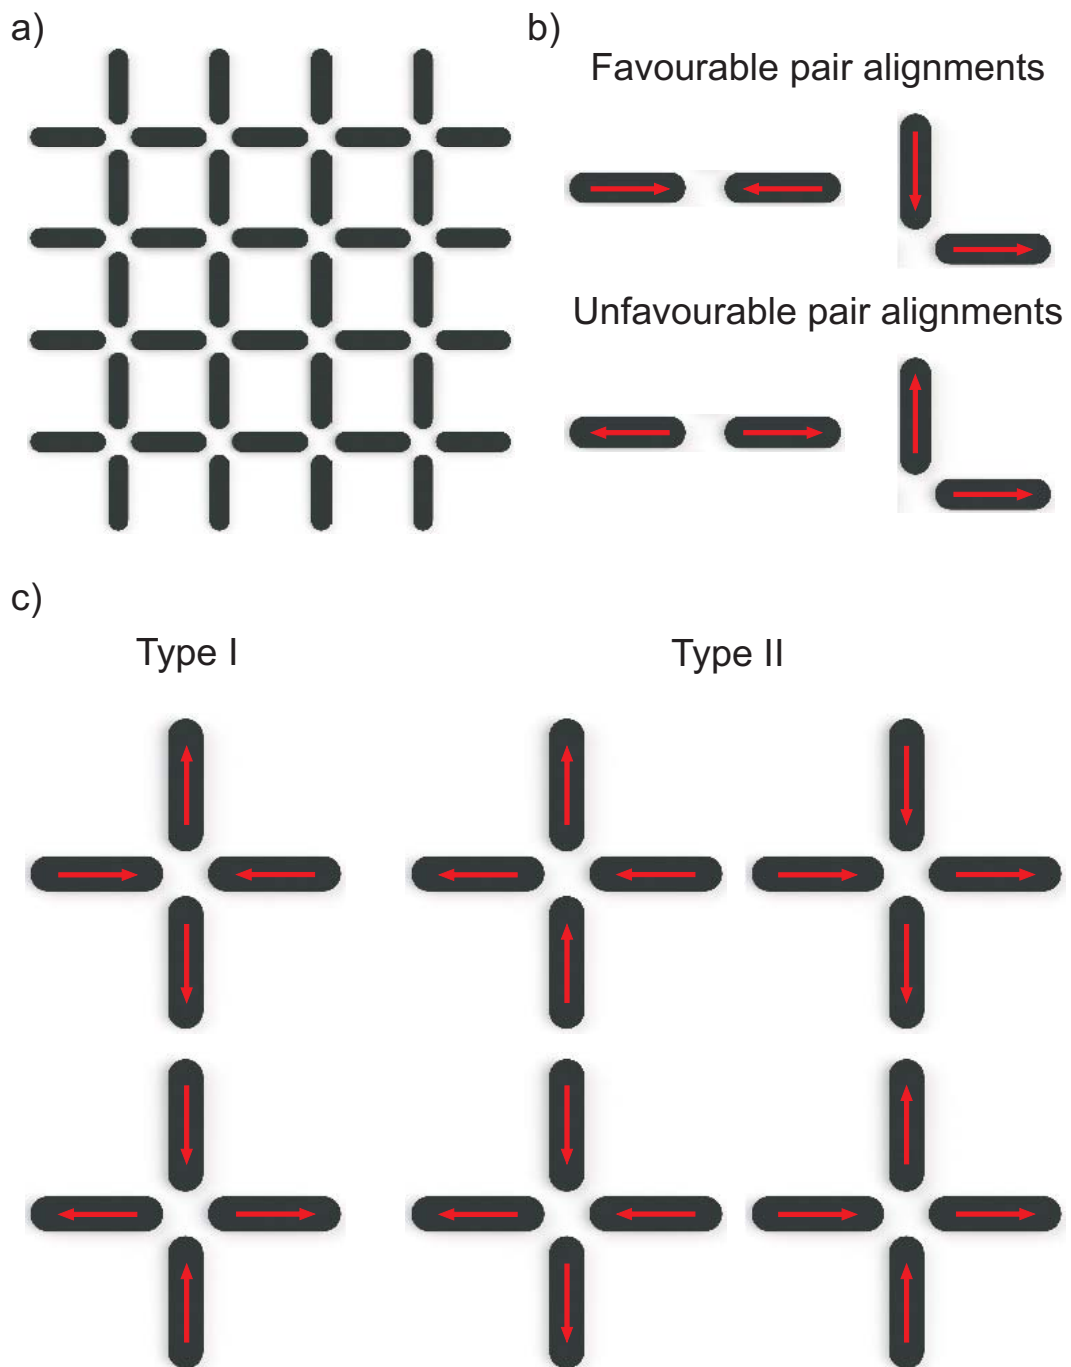 a)
b)
Favourable pair alignments
Unfavourable pair alignments
c)
Type I
Type II